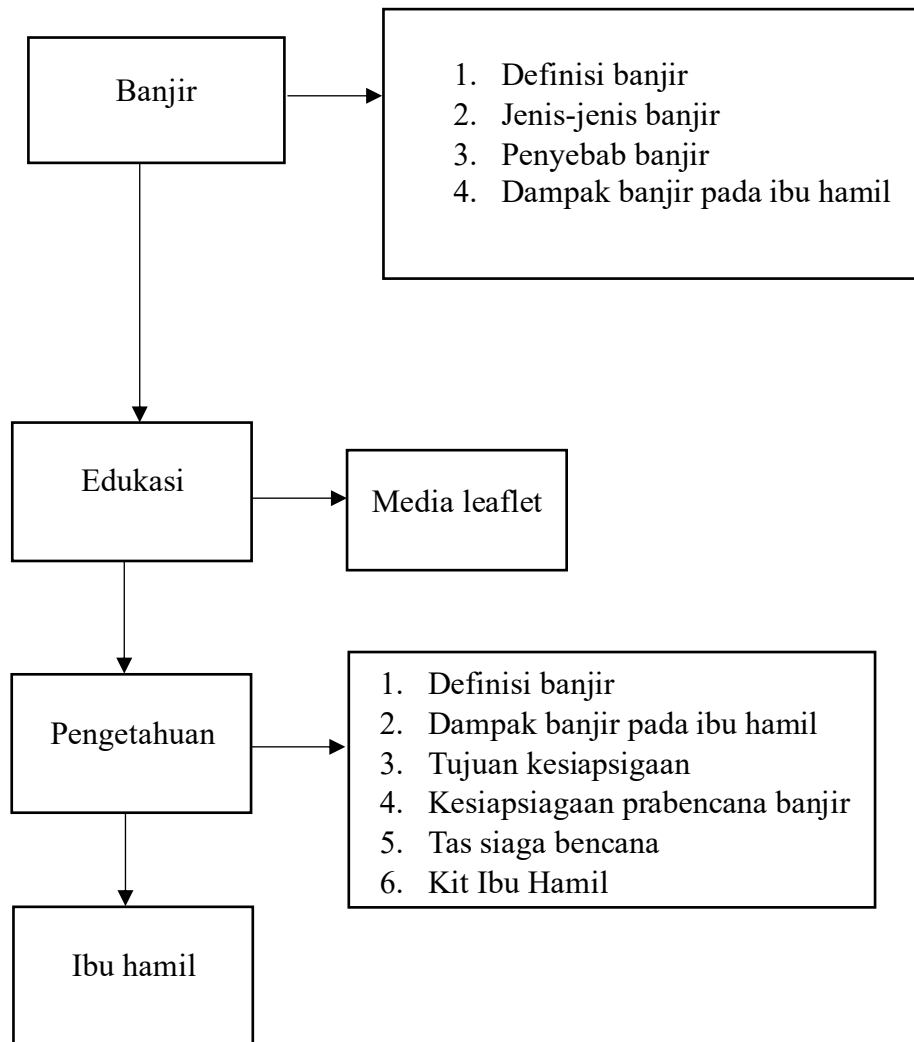 Banjir
1. Definisi banjir
2. Jenis-jenis banjir
3. Penyebab banjir
4. Dampak banjir pada ibu hamil
Edukasi
Media leaflet
Pengetahuan
1. Definisi banjir
2. Dampak banjir pada ibu hamil
3. Tujuan kesiapsigaan
4. Kesiapsiagaan prabencana banjir
5. Tas siaga bencana
6. Kit Ibu Hamil
Ibu hamil